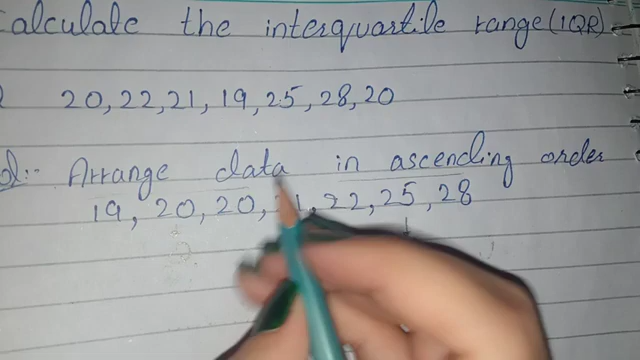 alculate the interquartile range (IQR)
20, 22, 21, 19, 25, 28, 20
Arrange data in ascending order
19, 20, 20, 22, 25, 28